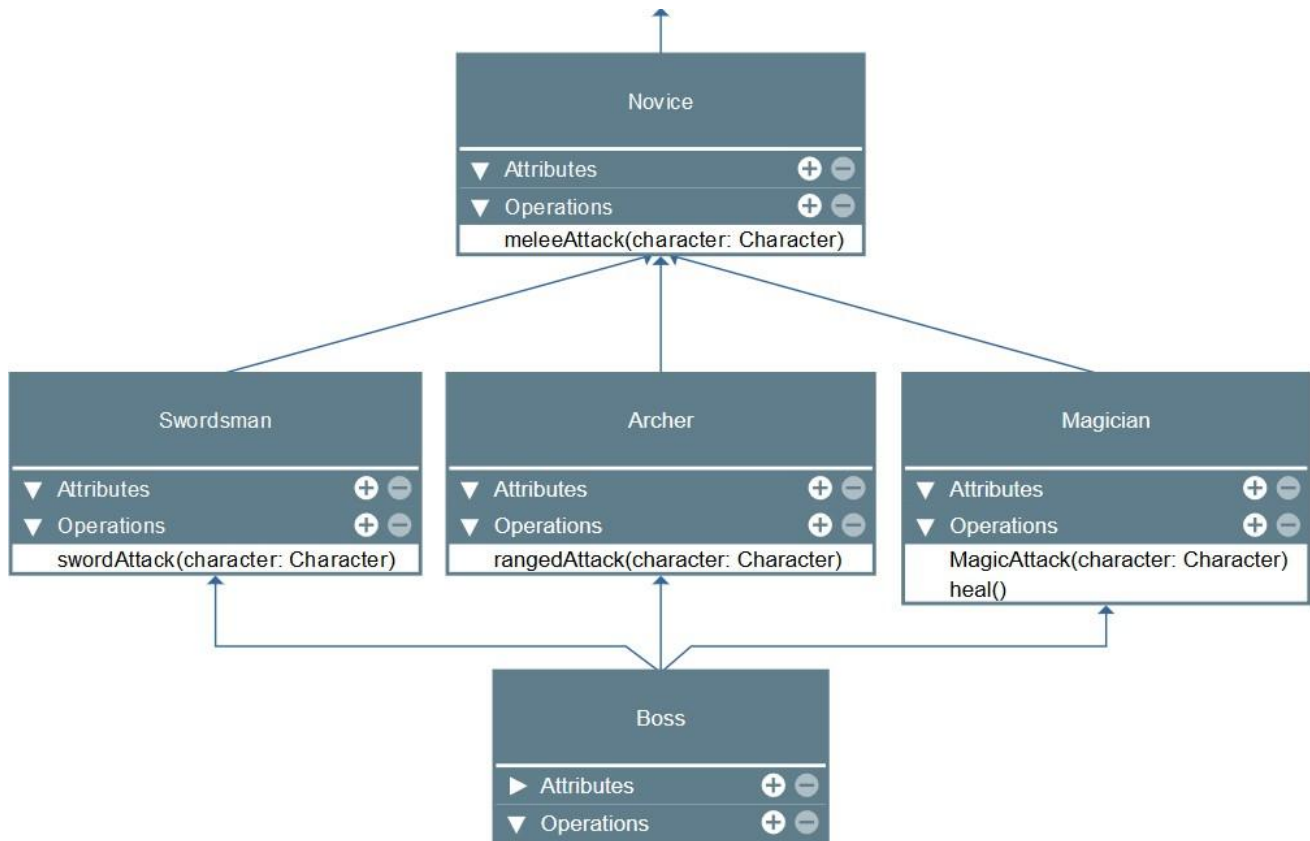 Novice
Attributes
Operations
meleeAttack(character: Character)
Swordsman
Attributes
Operations
swordAttack(character: Character)
Archer
Attributes
Operations
rangedAttack(character: Character)
Magician
Attributes
Operations
MagicAttack(character: Character)
heal()
Boss
Attributes
Operations